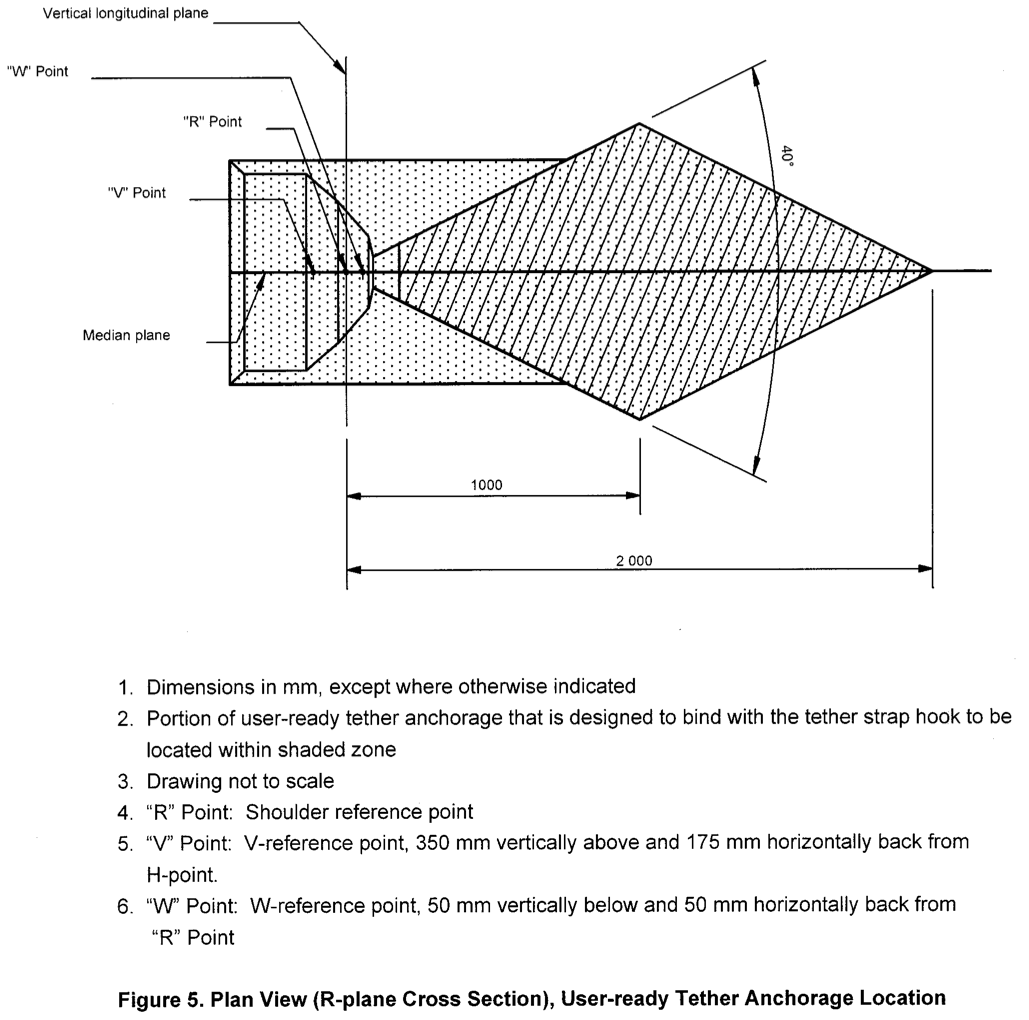 Vertical longitudinal plane
"W" Point
"R" Point
"V" Point
Median plane
40°
1000
2 000
1. Dimensions in mm, except where otherwise indicated
2. Portion of user-ready tether anchorage that is designed to bind with the tether strap hook to be
located within shaded zone
3. Drawing not to scale
4. “R” Point: Shoulder reference point
5. “V” Point: V-reference point, 350 mm vertically above and 175 mm horizontally back from
H-point.
6. “W” Point: W-reference point, 50 mm vertically below and 50 mm horizontally back from
“R” Point
Figure 5. Plan View (R-plane Cross Section), User-ready Tether Anchorage Location